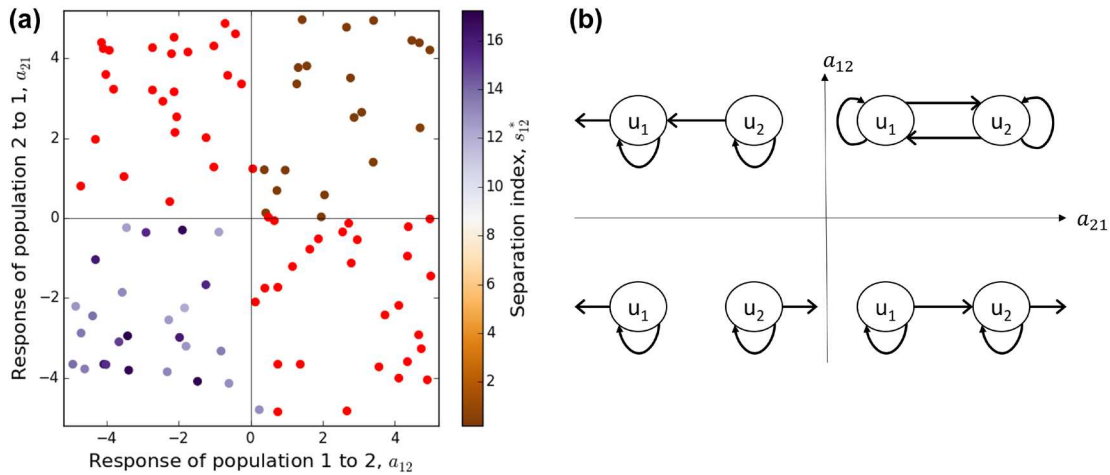 (a)
Response of population 2 to 1, a₂₁
4
2
0
−2
−4
−4
−2
0
2
4
Response of population 1 to 2, a₁₂
16
14
12
10
8
6
4
2
Separation index, s*₁₂
(b)
a₁₂
u₁
u₂
u₁
u₂
a₂₁
u₁
u₂
u₁
u₂